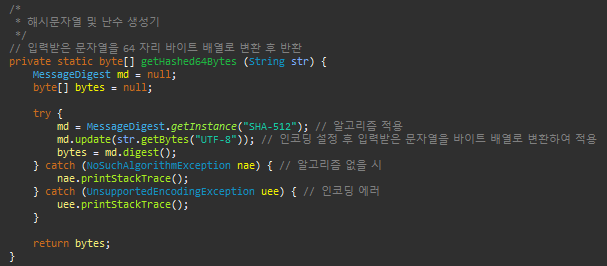 /*
 * 해시문자열 및 난수 생성기
 */
// 입력받은 문자열을 64 자리 바이트 배열로 변환 후 반환
private static byte[] getHashed64Bytes (String str) {
    MessageDigest md = null;
    byte[] bytes = null;

    try {
        md = MessageDigest.getInstance("SHA-512"); // 알고리즘 적용
        md.update(str.getBytes("UTF-8")); // 인코딩 설정 후 입력받은 문자열을 바이트 배열로 변환하여 적용
        bytes = md.digest();
    } catch (NoSuchAlgorithmException nae) { // 알고리즘 없을 시
        nae.printStackTrace();
    } catch (UnsupportedEncodingException uee) { // 인코딩 에러
        uee.printStackTrace();
    }

    return bytes;
}